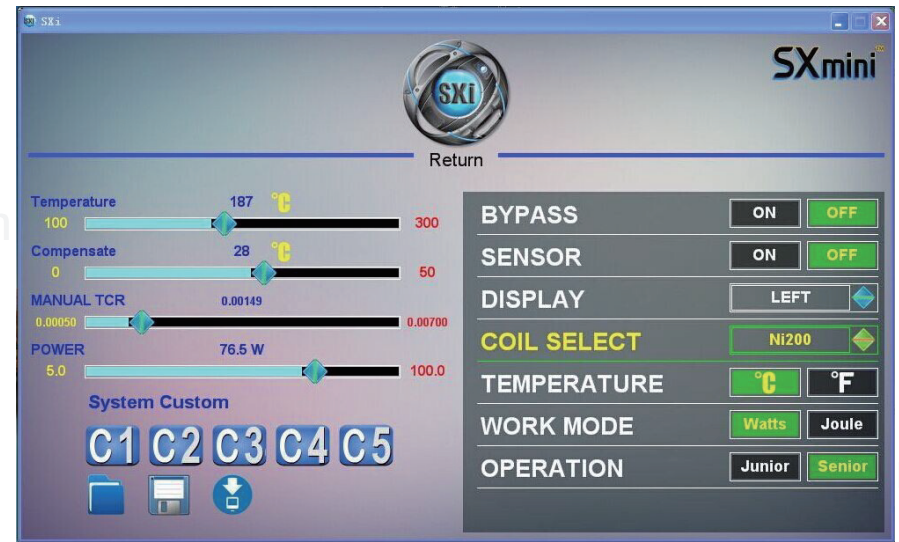 SXi
SXi
SXmini
Return
Temperature 187 °C
100 300
Compensate 28 °C
0 50
MANUAL TCR 0.00149
0.00050 0.00700
POWER 76.5 W
5.0 100.0
System Custom
C1 C2 C3 C4 C5
BYPASS ON OFF
SENSOR ON OFF
DISPLAY LEFT
COIL SELECT Ni200
TEMPERATURE °C °F
WORK MODE Watts Joule
OPERATION Junior Senior